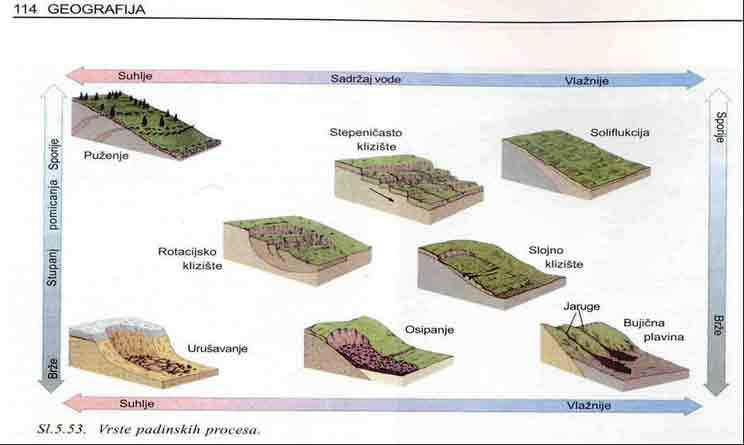 114 GEOGRAFIJA
Suhlje
Sadržaj vode
Vlažnije
Sporije
Stupanj pomicanja
Brže
Sporije
Brže
Puženje
Stepeničasto
klizište
Soliflukcija
Rotacijsko
klizište
Slojno
klizište
Urušavanje
Osipanje
Jaruge
Bujična
plavina
Suhlje
Vlažnije
Sl.5.53. Vrste padinskih procesa.